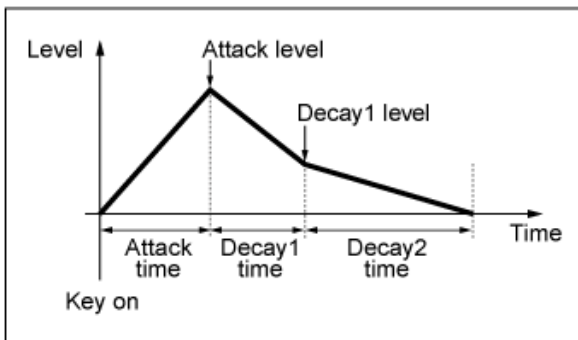 Level
Attack level
Decay1 level
Time
Attack
time
Decay1
time
Decay2
time
Key on